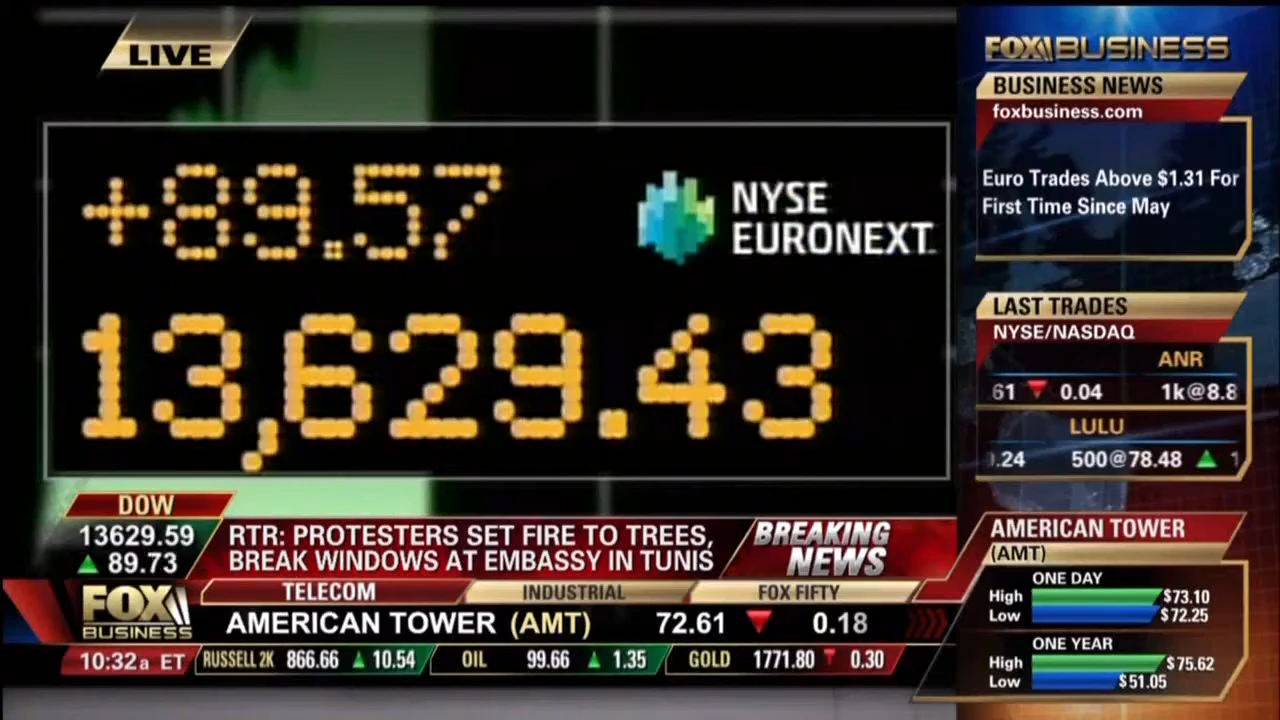 LIVE
+89.57
NYSE
EURONEXT
13,629.43
DOW
13629.59
▲ 89.73
RTR: PROTESTERS SET FIRE TO TREES,
BREAK WINDOWS AT EMBASSY IN TUNIS
BREAKING
NEWS
FOX
BUSINESS
TELECOM INDUSTRIAL FOX FIFTY
AMERICAN TOWER (AMT) 72.61 ▼ 0.18
10:32a ET RUSSELL 2K 866.66 ▲ 10.54 OIL 99.66 ▲ 1.35 GOLD 1771.80 ▼ 0.30
FOX BUSINESS
BUSINESS NEWS
foxbusiness.com
Euro Trades Above $1.31 For
First Time Since May
LAST TRADES
NYSE/NASDAQ
ANR
61 ▼ 0.04 1k@8.8
LULU
0.24 500@78.48 ▲ 1
AMERICAN TOWER
(AMT)
ONE DAY
High $73.10
Low $72.25
ONE YEAR
High $75.62
Low $51.05